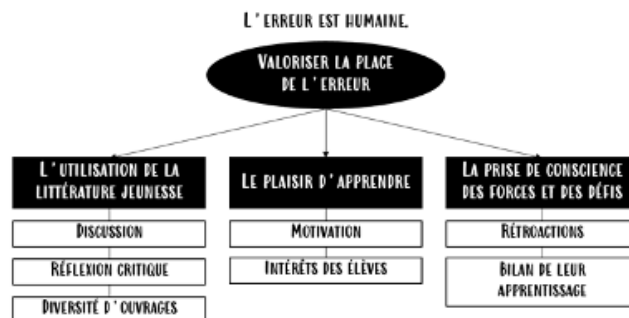 L'ERREUR EST HUMAINE.
VALORISER LA PLACE
DE L'ERREUR
L'UTILISATION DE LA
LITTÉRATURE JEUNESSE
DISCUSSION
RÉFLEXION CRITIQUE
DIVERSITÉ D'OUVRAGES
LE PLAISIR D'APPRENDRE
MOTIVATION
INTÉRÊTS DES ÉLÈVES
LA PRISE DE CONSCIENCE
DES FORCES ET DES DÉFIS
RÉTROACTIONS
BILAN DE LEUR
APPRENTISSAGE